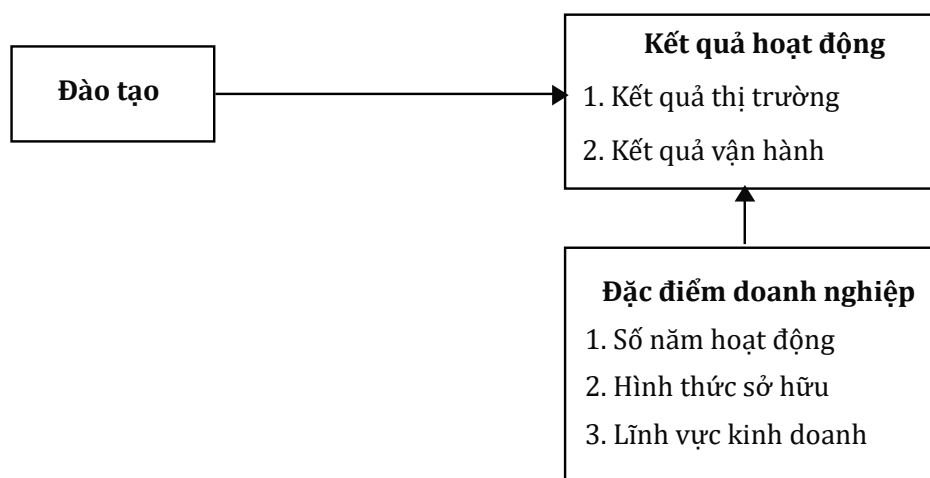 Đào tạo
Kết quả hoạt động
1. Kết quả thị trường
2. Kết quả vận hành
Đặc điểm doanh nghiệp
1. Số năm hoạt động
2. Hình thức sở hữu
3. Lĩnh vực kinh doanh